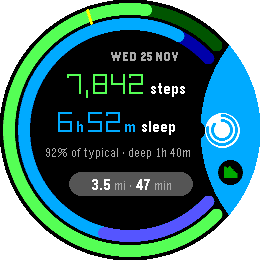 WED 25 NOV
7,842 steps
6h52m sleep
92% of typical · deep 1h 40m
3.5 mi · 47 min